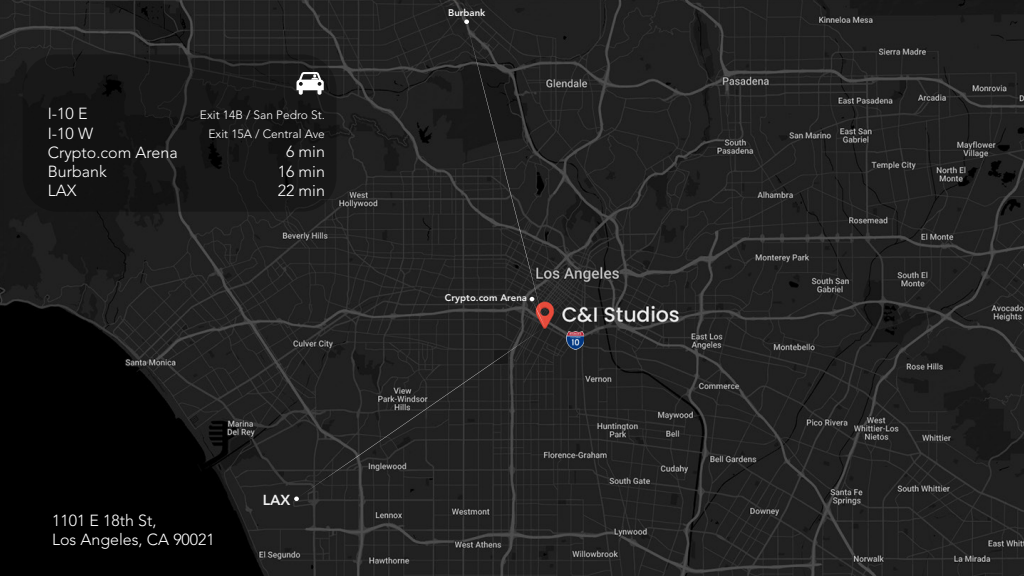 Burbank
Kinneloa Mesa
Sierra Madre
Glendale
Pasadena
Monrovia
East Pasadena
Arcadia
I-10 E Exit 14B / San Pedro St.
I-10 W Exit 15A / Central Ave
Crypto.com Arena 6 min
Burbank 16 min
LAX 22 min
San Marino
East San
Gabriel
South
Pasadena
Mayflower
Village
Temple City
North El
Monte
West
Hollywood
Alhambra
Rosemead
Beverly Hills
El Monte
Monterey Park
Los Angeles
South San
Gabriel
South El
Monte
Crypto.com Arena
C&I Studios
10
Avocado
Heights
Culver City
East Los
Angeles
Montebello
Santa Monica
Rose Hills
Vernon
Commerce
View
Park-Windsor
Hills
Maywood
Marina
Del Rey
Huntington
Park
Bell
Pico Rivera
West
Whittier-Los
Nietos
Whittier
Florence-Graham
Bell Gardens
Inglewood
Cudahy
South Gate
South Whittier
LAX
Santa Fe
Springs
Lennox
Westmont
Downey
1101 E 18th St,
Los Angeles, CA 90021
Lynwood
West Athens
East Whit
El Segundo
Hawthorne
Willowbrook
Norwalk
La Mirada